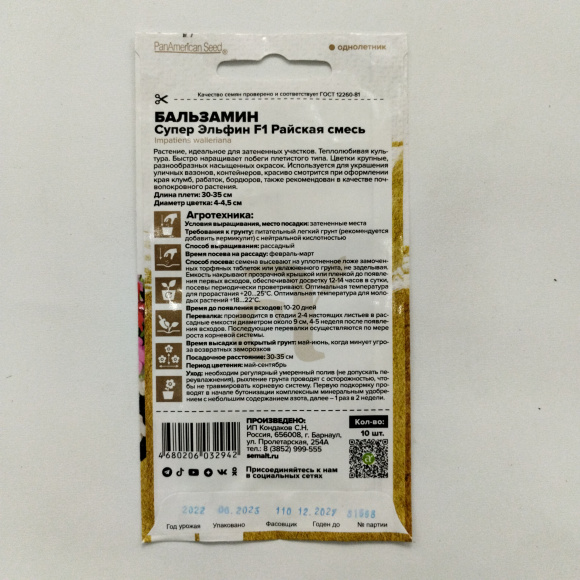 PanAmerican Seed®
однолетник
Качество семян проверено и соответствует ГОСТ 12260-81
БАЛЬЗАМИН
Супер Эльфин F1 Райская смесь
Impatiens walleriana
Растение, идеальное для затененных участков. Теплолюбивая куль-
тура. Быстро наращивает побеги плетистого типа. Цветки крупные,
разнообразных насыщенных окрасок. Используется для украшения
уличных вазонов, контейнеров, красиво смотрится при оформлении
края клумб, рабаток, бордюров, также рекомендован в качестве поч-
вопокровного растения.
Длина плети: 30-35 см
Диаметр цветка: 4-4,5 см
Агротехника:
Условия выращивания, место посадки: затененные места
Требования к грунту: питательный легкий грунт (рекомендуется
добавить вермикулит) с нейтральной кислотностью
Способ выращивания: рассадный
Время посева на рассаду: февраль-март
Способ посева: семена высевают на уплотненное ложе замочен-
ных торфяных таблеток или увлажненного грунта, не заделывая.
Емкость накрывают прозрачной крышкой или пленкой до появле-
ния первых всходов, обеспечивают досветку 12-14 часов в сутки,
посевы периодически проветривают. Оптимальная температура
для прорастания +20...25°С. Оптимальная температура для моло-
дых растений +18...22°С.
Время до появления всходов: 10-20 дней
Перевалка: производится в стадии 2-4 настоящих листьев в рас-
садные емкости диаметром около 9 см, 4-5 неделя после появле-
ния всходов. Последующие перевалки осуществляются по мере
роста корневой системы.
Время высадки в открытый грунт: май-июнь, когда минует угро-
за возвратных заморозков
Посадочное расстояние: 30-35 см
Период цветения: май-сентябрь
Уход: необходим регулярный умеренный полив (не допускать пе-
реувлажнения), рыхление грунта проводят с осторожностью, что-
бы не травмировать корневую систему. Первую подкормку про-
водят в начале бутонизации комплексным минеральным удобрени-
ем с небольшим содержанием азота, далее – 1 раз в 2 недели.
ПРОИЗВЕДЕНО:
ИП Кондаков С.Н.
Россия, 656008, г. Барнаул,
ул. Пролетарская, 254А
тел.: 8 (3852) 999-555
semalt.ru
Кол-во:
10 шт.
4 680206 032942
Присоединяйтесь к нам
в социальных сетях
2022 06.2023 110 12.2027
Год урожая Упаковано Фасовщик Годен до № партии